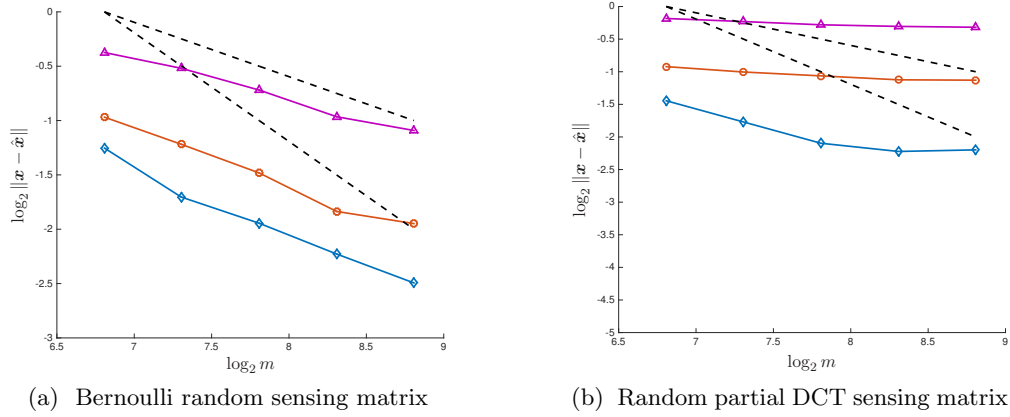 0
-0.5
-1
-1.5
-2
-2.5
-3
log₂ ‖x − x̂‖
6.5 7 7.5 8 8.5 9
log₂ m
(a) Bernoulli random sensing matrix
0
-0.5
-1
-1.5
-2
-2.5
-3
-3.5
-4
-4.5
-5
log₂ ‖x − x̂‖
6.5 7 7.5 8 8.5 9
log₂ m
(b) Random partial DCT sensing matrix